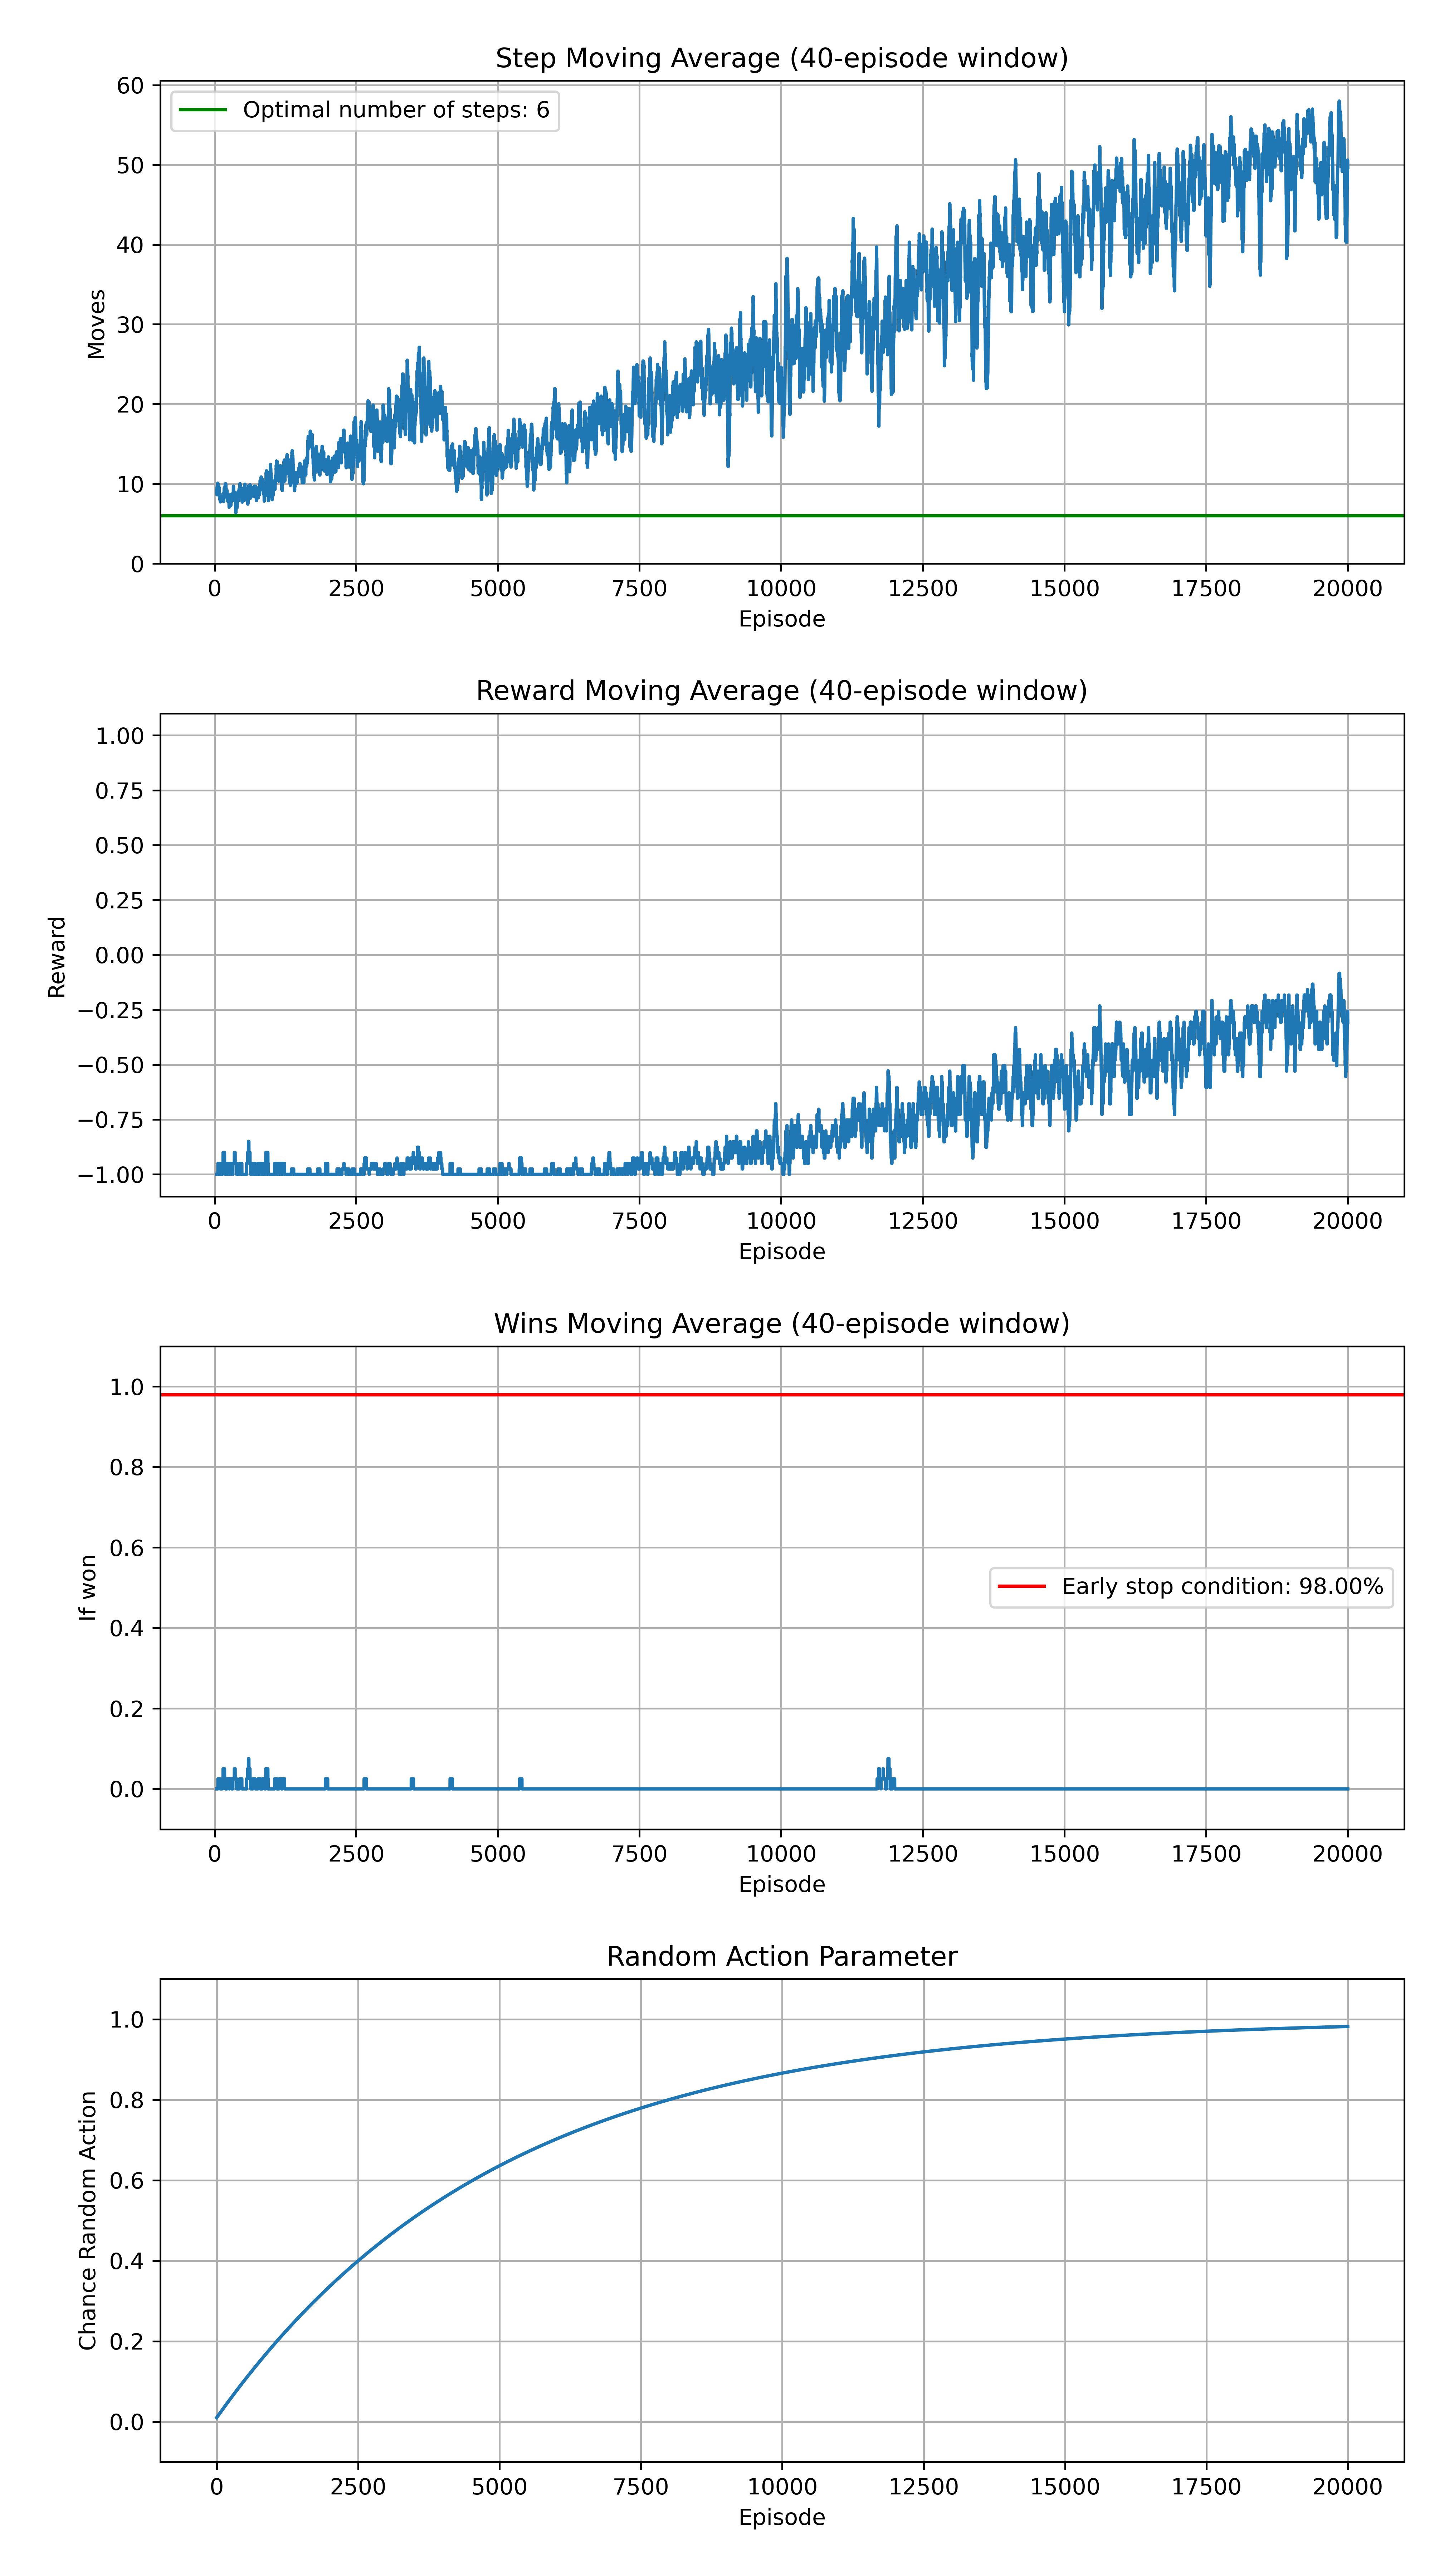 Step Moving Average (40-episode window)
60
50
40
30
20
10
0
Moves
Optimal number of steps: 6
0 2500 5000 7500 10000 12500 15000 17500 20000
Episode
Reward Moving Average (40-episode window)
1.00
0.75
0.50
0.25
0.00
−0.25
−0.50
−0.75
−1.00
Reward
0 2500 5000 7500 10000 12500 15000 17500 20000
Episode
Wins Moving Average (40-episode window)
1.0
0.8
0.6
0.4
0.2
0.0
If won
Early stop condition: 98.00%
0 2500 5000 7500 10000 12500 15000 17500 20000
Episode
Random Action Parameter
1.0
0.8
0.6
0.4
0.2
0.0
Chance Random Action
0 2500 5000 7500 10000 12500 15000 17500 20000
Episode